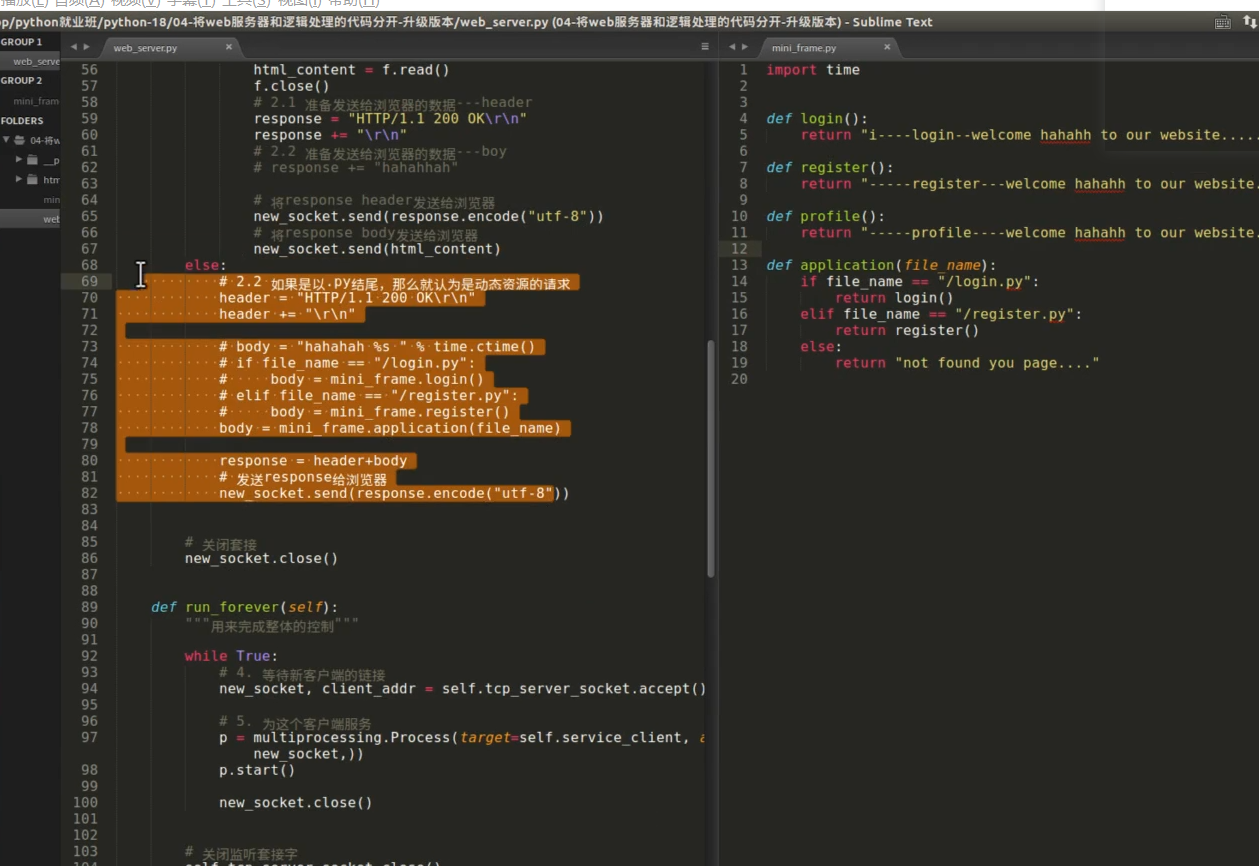 播放(L) 音频(A) 视频(V) 字幕(T) 工具(S) 视图(I) 帮助(H)
p/python就业班/python-18/04-将web服务器和逻辑处理的代码分开-升级版本/web_server.py (04-将web服务器和逻辑处理的代码分开-升级版本) - Sublime Text
GROUP 1
web_serve
GROUP 2
mini_fram
FOLDERS
04-将w
__p
htm
min
web
web_server.py
56 html_content = f.read()
57 f.close()
58 # 2.1 准备发送给浏览器的数据---header
59 response = "HTTP/1.1 200 OK\r\n"
60 response += "\r\n"
61 # 2.2 准备发送给浏览器的数据---boy
62 # response += "hahahhah"
63
64 # 将response header发送给浏览器
65 new_socket.send(response.encode("utf-8"))
66 # 将response body发送给浏览器
67 new_socket.send(html_content)
68 else:
69 # 2.2 如果是以.py结尾，那么就认为是动态资源的请求
70 header = "HTTP/1.1 200 OK\r\n"
71 header += "\r\n"
72
73 # body = "hahahah %s " % time.ctime()
74 # if file_name == "/login.py":
75 #     body = mini_frame.login()
76 # elif file_name == "/register.py":
77 #     body = mini_frame.register()
78 body = mini_frame.application(file_name)
79
80 response = header+body
81 # 发送response给浏览器
82 new_socket.send(response.encode("utf-8"))
83
84
85 # 关闭套接
86 new_socket.close()
87
88
89 def run_forever(self):
90 """用来完成整体的控制"""
91
92 while True:
93 # 4. 等待新客户端的链接
94 new_socket, client_addr = self.tcp_server_socket.accept()
95
96 # 5. 为这个客户端服务
97 p = multiprocessing.Process(target=self.service_client, a
new_socket,))
98 p.start()
99
100 new_socket.close()
101
102
103 # 关闭监听套接字
104 self.tcp_server_socket.close()
mini_frame.py
1 import time
2
3
4 def login():
5 return "i----login--welcome hahahh to our website.....
6
7 def register():
8 return "-----register---welcome hahahh to our website.
9
10 def profile():
11 return "-----profile----welcome hahahh to our website.
12
13 def application(file_name):
14 if file_name == "/login.py":
15 return login()
16 elif file_name == "/register.py":
17 return register()
18 else:
19 return "not found you page...."
20